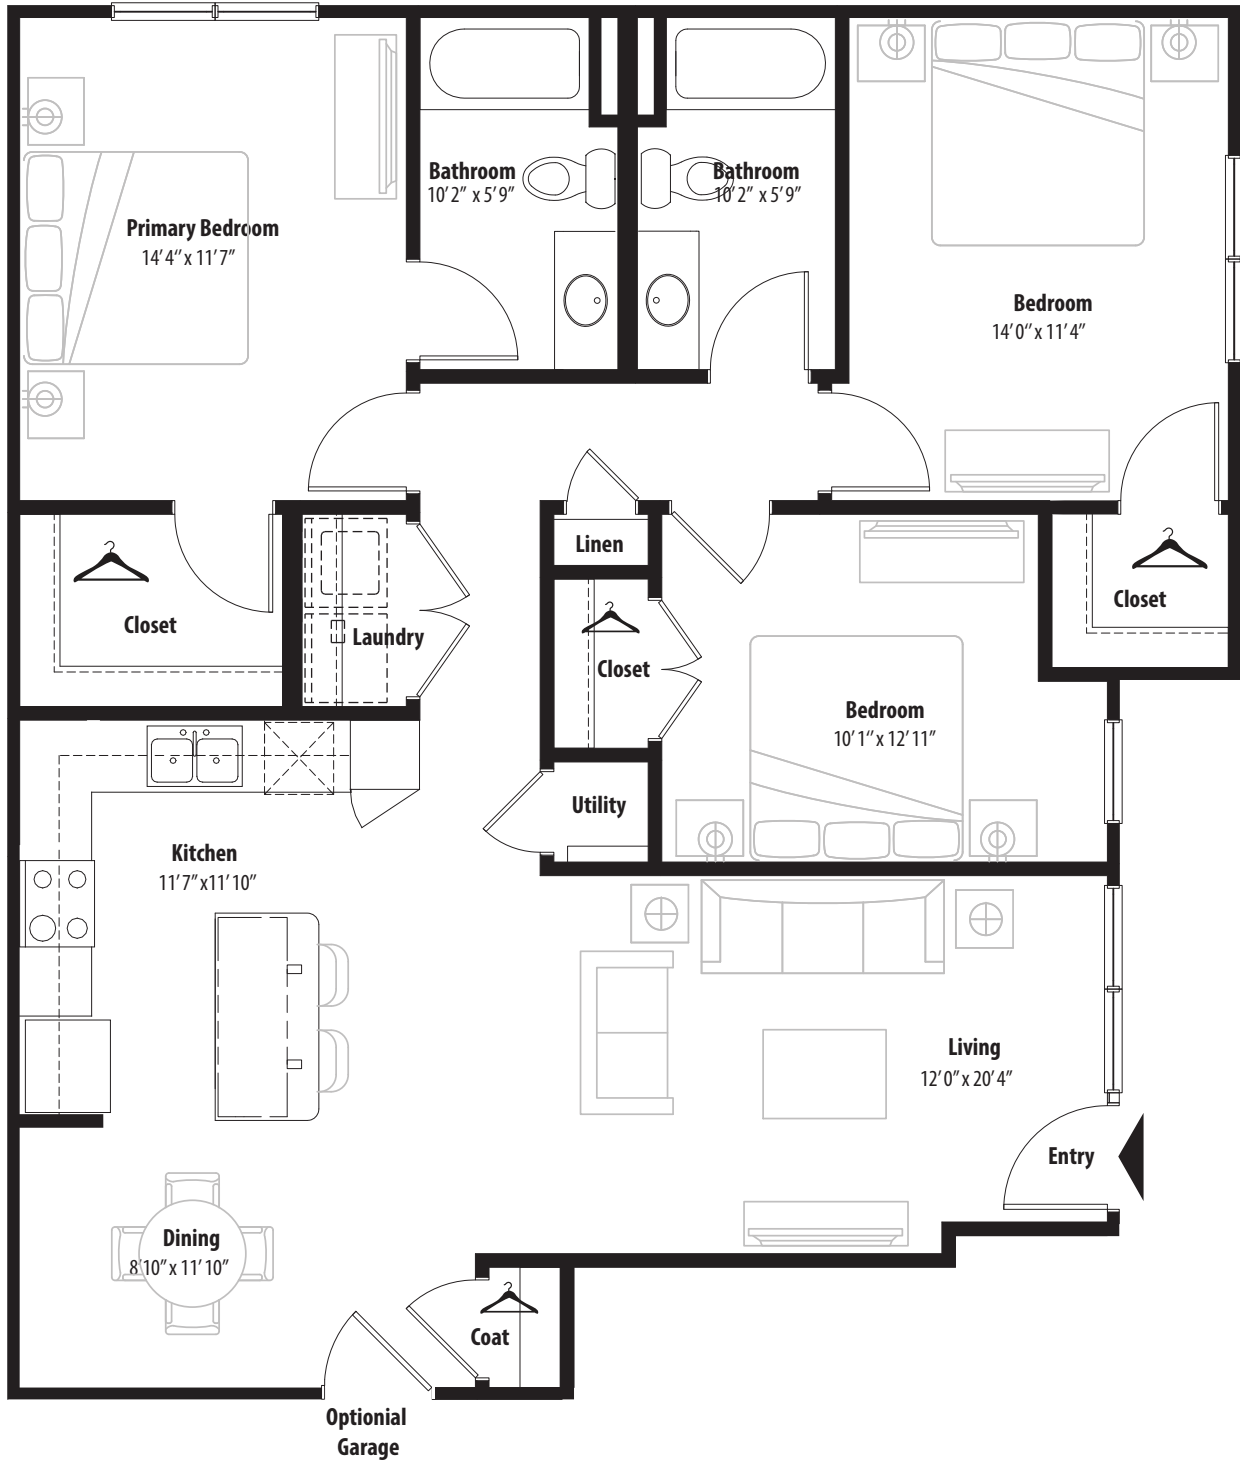 Bathroom
10'2" x 5'9"
Bathroom
10'2" x 5'9"
Primary Bedroom
14'4" x 11'7"
Bedroom
14'0" x 11'4"
Linen
Closet
Closet
Laundry
Closet
Bedroom
10'1" x 12'11"
Utility
Kitchen
11'7" x11'10"
Living
12'0" x 20'4"
Entry
Dining
8'10" x 11'10"
Coat
Optionial
Garage